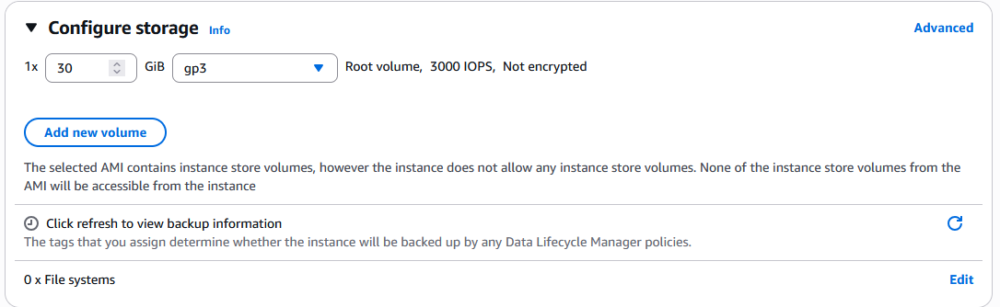 Configure storage Info Advanced
1x 30 GiB gp3 Root volume, 3000 IOPS, Not encrypted
Add new volume
The selected AMI contains instance store volumes, however the instance does not allow any instance store volumes. None of the instance store volumes from the
AMI will be accessible from the instance
Click refresh to view backup information
The tags that you assign determine whether the instance will be backed up by any Data Lifecycle Manager policies.
0 x File systems Edit